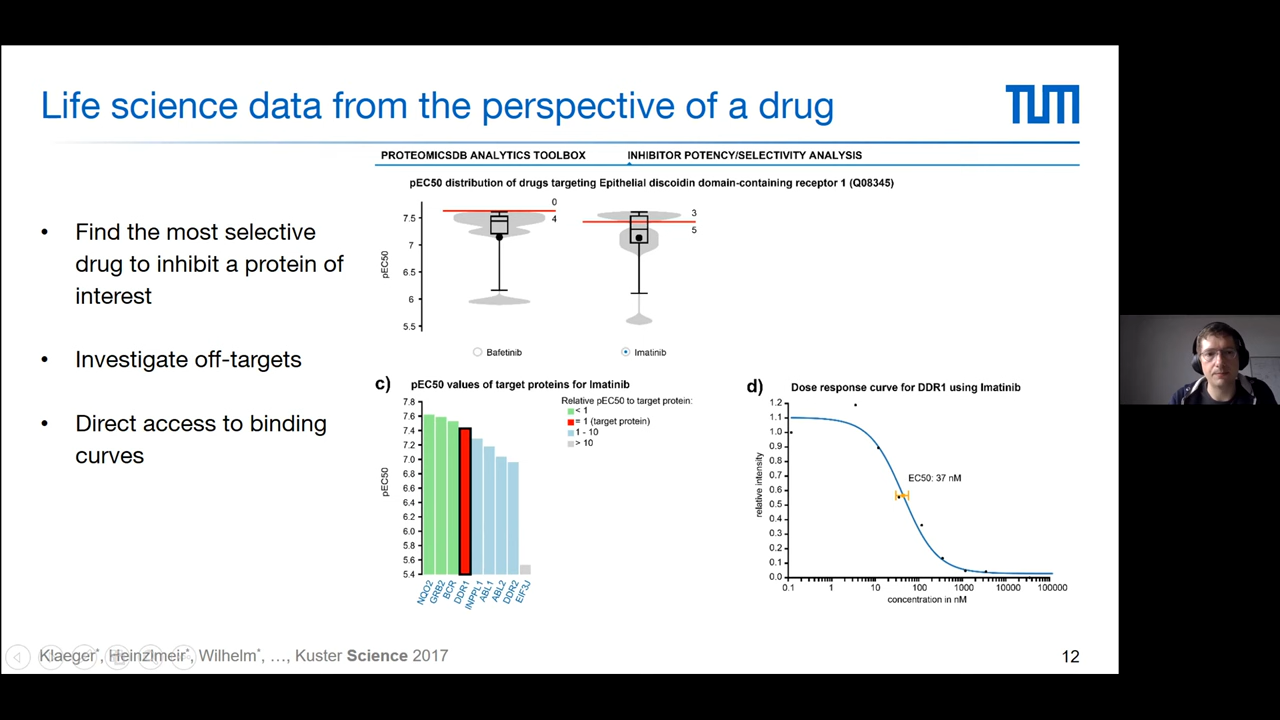 Life science data from the perspective of a drug
TUM
PROTEOMICSDB ANALYTICS TOOLBOX
INHIBITOR POTENCY/SELECTIVITY ANALYSIS
pEC50 distribution of drugs targeting Epithelial discoidin domain-containing receptor 1 (Q08345)
• Find the most selective
drug to inhibit a protein of
interest
• Investigate off-targets
• Direct access to binding
curves
pEC50
7.5
7
6.5
6
5.5
0
4
3
5
Bafetinib
Imatinib
c) pEC50 values of target proteins for Imatinib
Relative pEC50 to target protein:
< 1
= 1 (target protein)
1 - 10
> 10
pEC50
7.8
7.6
7.4
7.2
7.0
6.8
6.6
6.4
6.2
6.0
5.8
5.6
5.4
NQO2
GRB2
BCR
DDR1
INPPL1
ABL1
ABL2
DDR2
EIF3J
d) Dose response curve for DDR1 using Imatinib
relative intensity
1.2
1.1
1.0
0.9
0.8
0.7
0.6
0.5
0.4
0.3
0.2
0.1
0.0
EC50: 37 nM
0.1
1
10
100
1000
10000
100000
concentration in nM
Klaeger*, Heinzlmeir*, Wilhelm*, …, Kuster Science 2017
12